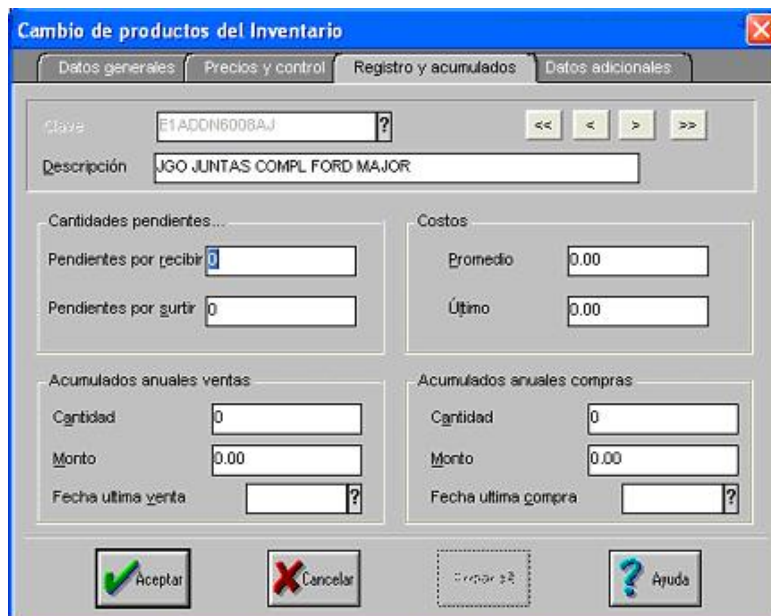 Cambio de productos del Inventario
Datos generales Precios y control Registro y acumulados Datos adicionales
Clave E1ADDN6008AJ ? << < > >>
Descripción JGO JUNTAS COMPL FORD MAJOR
Cantidades pendientes... Costos
Pendientes por recibir 0 Promedio 0.00
Pendientes por surtir 0 Último 0.00
Acumulados anuales ventas Acumulados anuales compras
Cantidad 0 Cantidad 0
Monto 0.00 Monto 0.00
Fecha ultima venta ? Fecha ultima compra ?
Aceptar Cancelar ? Ayuda